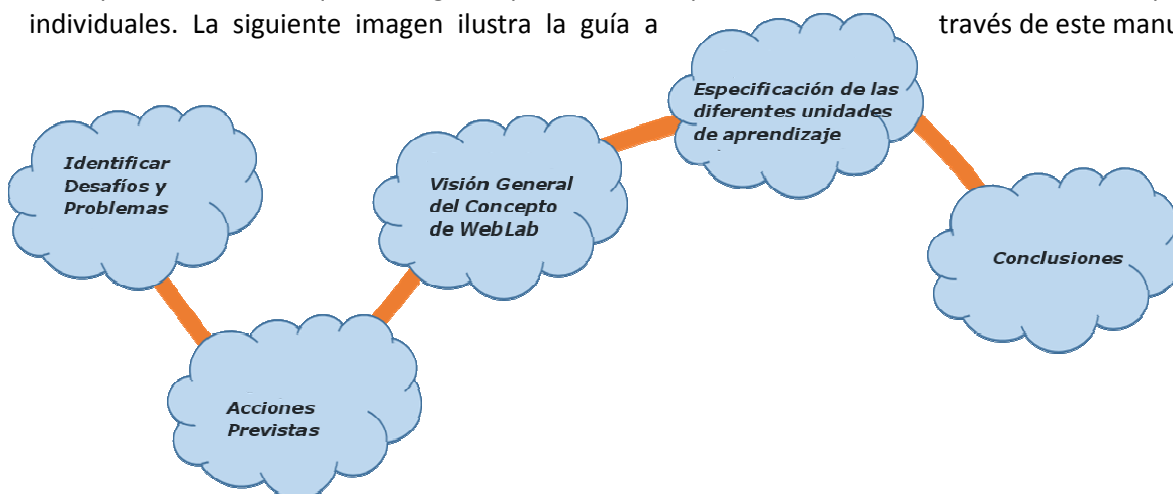 individuales. La siguiente imagen ilustra la guía a través de este manu
Identificar
Desafíos y
Problemas
Acciones
Previstas
Visión General
del Concepto
de WebLab
Especificación de las
diferentes unidades
de aprendizaje
Conclusiones